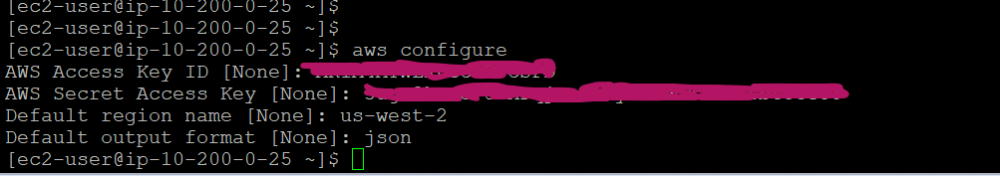 [ec2-user@ip-10-200-0-25 ~]$
[ec2-user@ip-10-200-0-25 ~]$
[ec2-user@ip-10-200-0-25 ~]$ aws configure
AWS Access Key ID [None]:
AWS Secret Access Key [None]:
Default region name [None]: us-west-2
Default output format [None]: json
[ec2-user@ip-10-200-0-25 ~]$